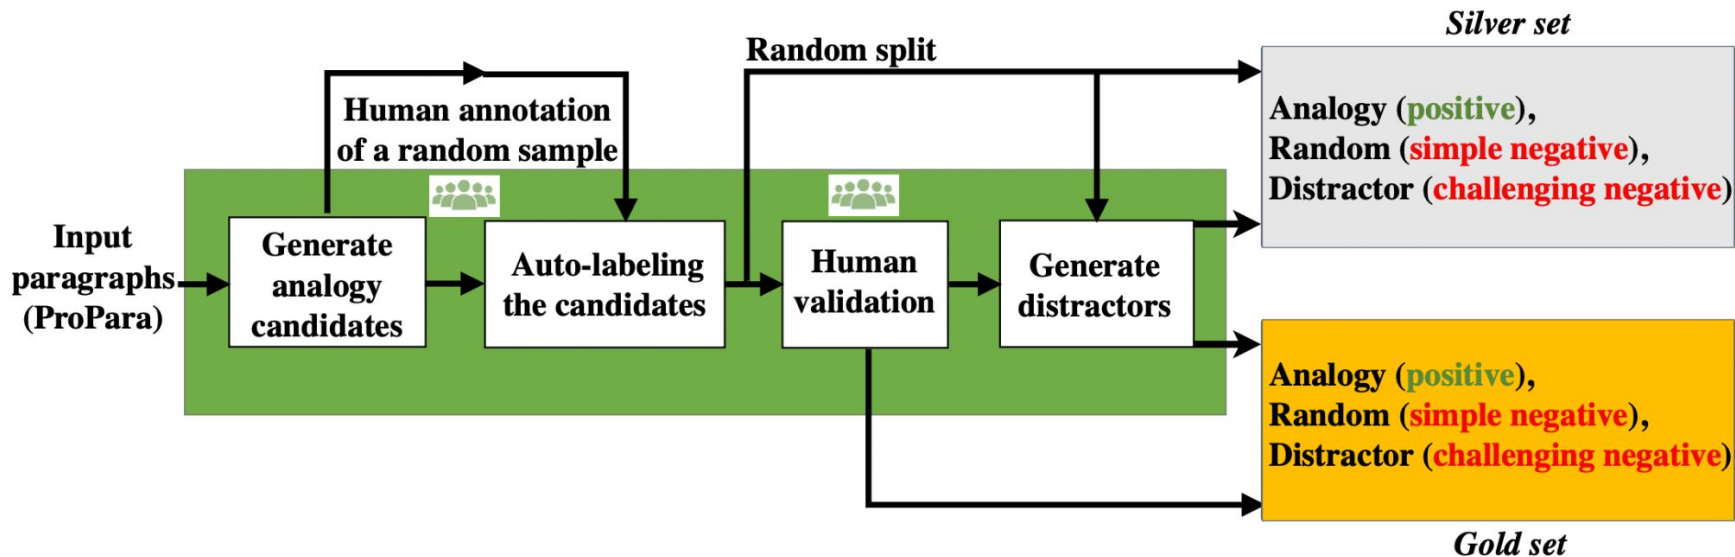 Silver set
Random split
Human annotation
of a random sample
Analogy (positive),
Random (simple negative),
Distractor (challenging negative)
Input
paragraphs
(ProPara)
Generate
analogy
candidates
Auto-labeling
the candidates
Human
validation
Generate
distractors
Analogy (positive),
Random (simple negative),
Distractor (challenging negative)
Gold set